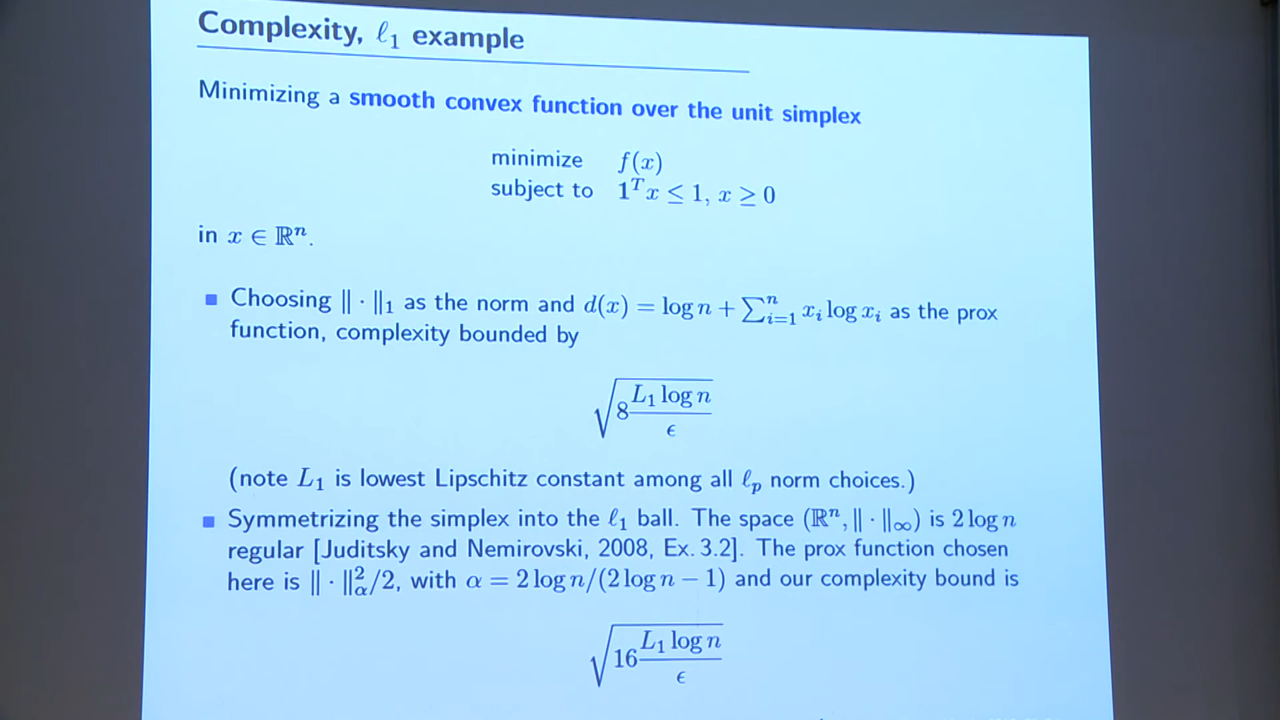 Complexity, ℓ₁ example
Minimizing a smooth convex function over the unit simplex
minimize f(x)
subject to 1ᵀx ≤ 1, x ≥ 0
in x ∈ ℝⁿ.
■ Choosing ‖·‖₁ as the norm and d(x) = log n + ∑ⁿᵢ₌₁ xᵢ log xᵢ as the prox
function, complexity bounded by
√(8 (L₁ log n)/ϵ)
(note L₁ is lowest Lipschitz constant among all ℓₚ norm choices.)
■ Symmetrizing the simplex into the ℓ₁ ball. The space (ℝⁿ, ‖·‖∞) is 2 log n
regular [Juditsky and Nemirovski, 2008, Ex. 3.2]. The prox function chosen
here is ‖·‖²_α/2, with α = 2 log n/(2 log n − 1) and our complexity bound is
√(16 (L₁ log n)/ϵ)